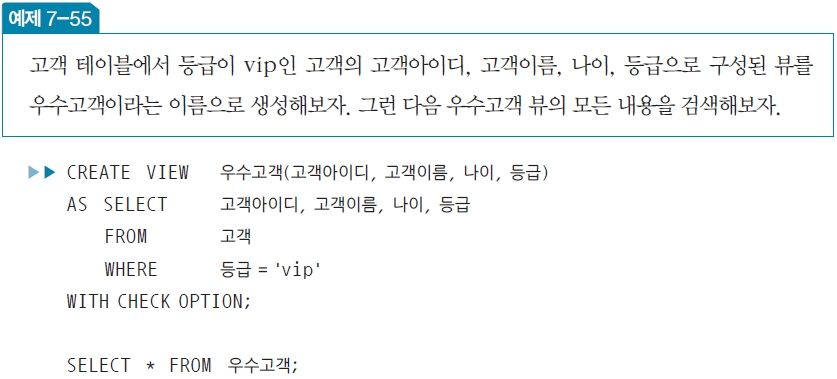 예제 7-55
고객 테이블에서 등급이 vip인 고객의 고객아이디, 고객이름, 나이, 등급으로 구성된 뷰를
우수고객이라는 이름으로 생성해보자. 그런 다음 우수고객 뷰의 모든 내용을 검색해보자.
▶▶ CREATE VIEW 우수고객(고객아이디, 고객이름, 나이, 등급)
AS SELECT 고객아이디, 고객이름, 나이, 등급
FROM 고객
WHERE 등급 = 'vip'
WITH CHECK OPTION;
SELECT * FROM 우수고객;